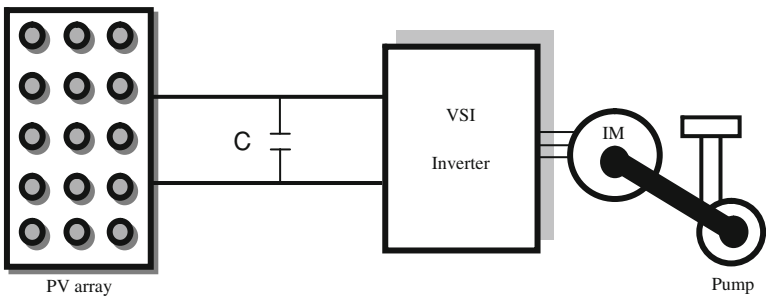 C
VSI
Inverter
IM
PV array
Pump